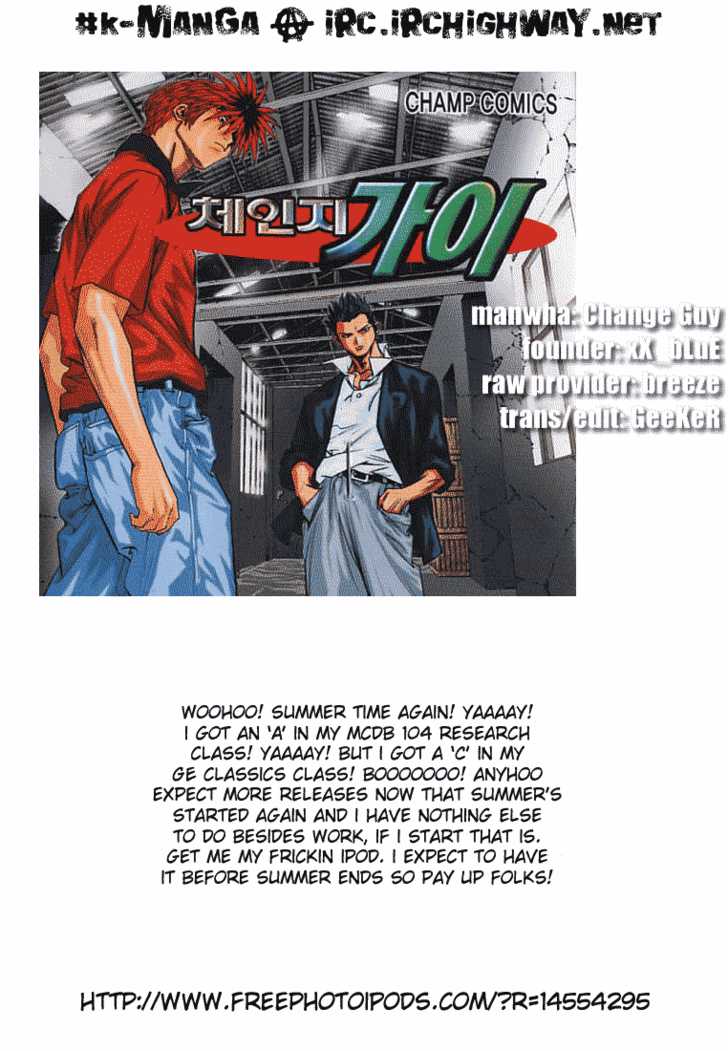 #k-MANGA @ iRC.iRCHiGHWAY.NeT
CHAMP COMICS
체인지 가이
manwha: Change Guy
founder: xX_bLuE
raw provider: breeze
trans/edit: GeeKeR
WOOHOO! SUMMER TIME AGAIN! YAAAAY!
I GOT AN 'A' IN MY MCDB 104 RESEARCH
CLASS! YAAAAY! BUT I GOT A 'C' IN MY
GE CLASSICS CLASS! BOOOOOOO! ANYHOO
EXPECT MORE RELEASES NOW THAT SUMMER'S
STARTED AGAIN AND I HAVE NOTHING ELSE
TO DO BESIDES WORK, IF I START THAT IS.
GET ME MY FRICKIN IPOD. I EXPECT TO HAVE
IT BEFORE SUMMER ENDS SO PAY UP FOLKS!
HTTP://WWW.FREEPHOTOIPODS.COM/?R=14554295